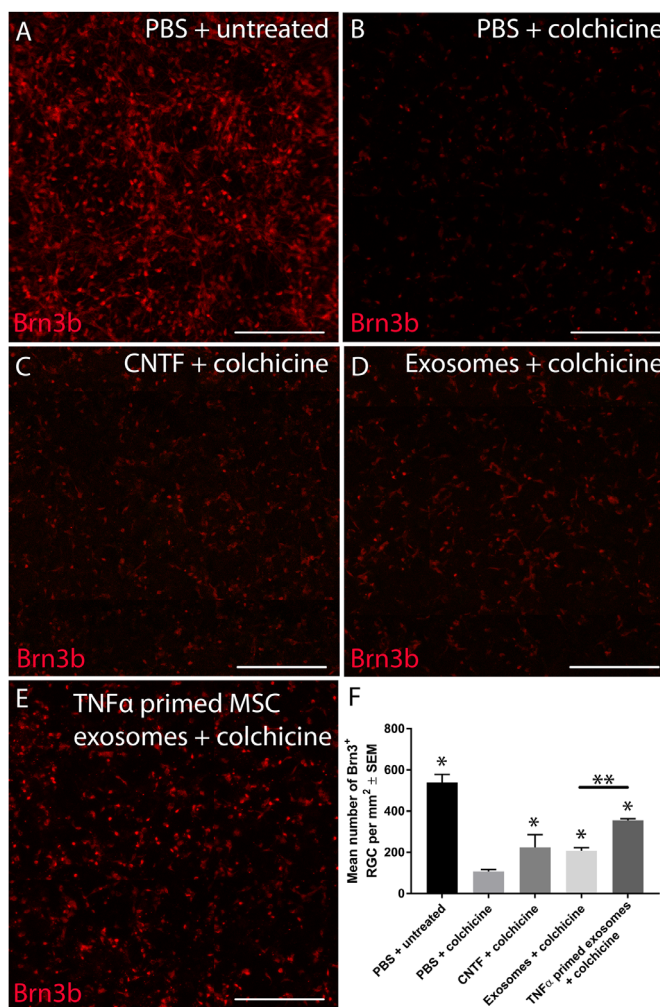 A
PBS + untreated
Brn3b
B
PBS + colchicine
Brn3b
C
CNTF + colchicine
Brn3b
D
Exosomes + colchicine
Brn3b
E
TNFα primed MSC
exosomes + colchicine
Brn3b
F
Mean number of Brn3⁺
RGC per mm² ± SEM
800
600
400
200
0
*
*
*
**
*
PBS + untreated
PBS + colchicine
CNTF + colchicine
Exosomes + colchicine
TNFα primed exosomes
+ colchicine